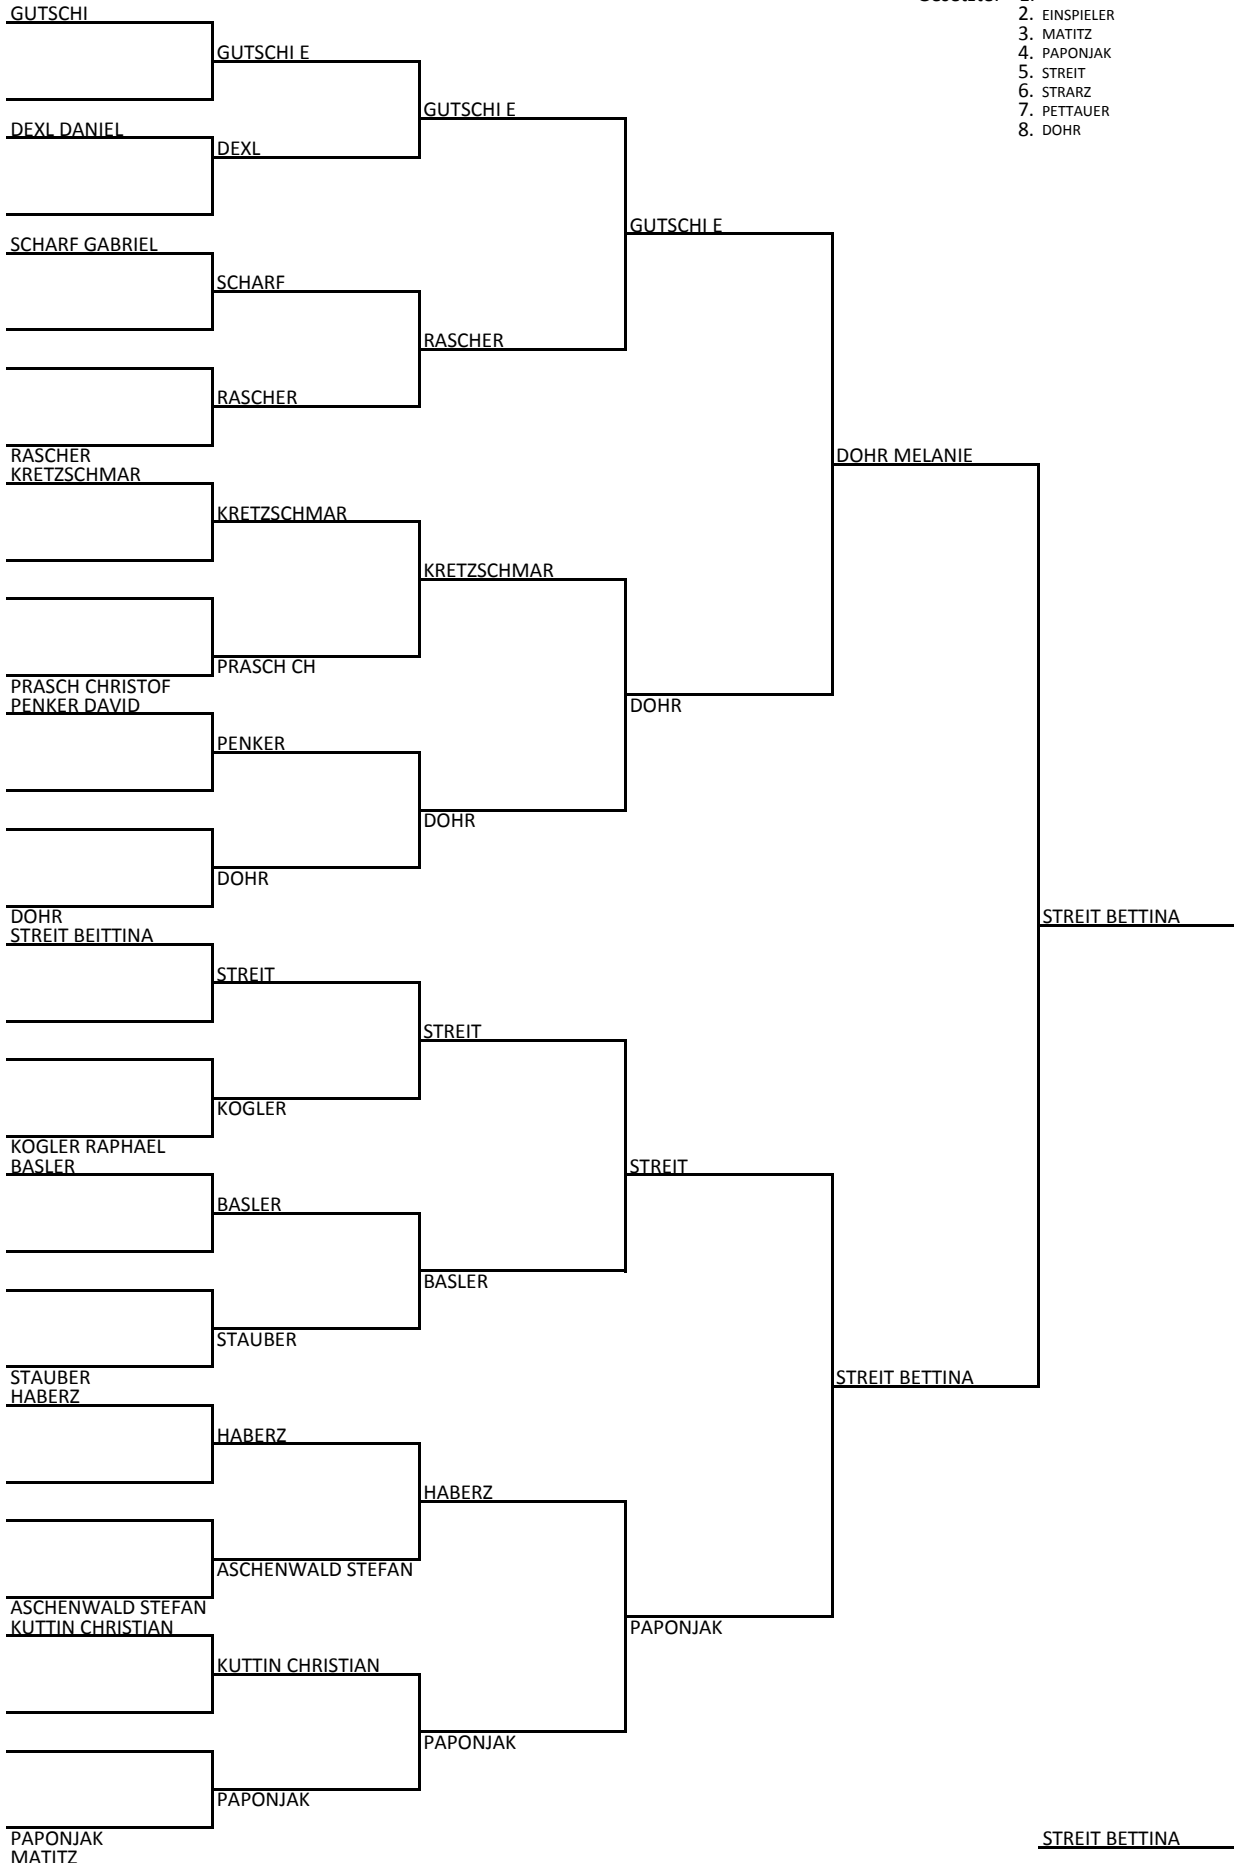 GUTSCHI
2. EINSPIELER
3. MATITZ
GUTSCHI E
4. PAPONJAK
5. STREIT
6. STRARZ
GUTSCHI E
7. PETTAUER
DEXL DANIEL
8. DOHR
DEXL
GUTSCHI E
SCHARF GABRIEL
SCHARF
RASCHER
RASCHER
RASCHER
DOHR MELANIE
KRETZSCHMAR
KRETZSCHMAR
KRETZSCHMAR
PRASCH CH
PRASCH CHRISTOF
PENKER DAVID
DOHR
PENKER
DOHR
DOHR
DOHR
STREIT BETTINA
STREIT BEITTINA
STREIT
STREIT
KOGLER
KOGLER RAPHAEL
BASLER
STREIT
BASLER
BASLER
STAUBER
STAUBER
STREIT BETTINA
HABERZ
HABERZ
HABERZ
ASCHENWALD STEFAN
ASCHENWALD STEFAN
KUTTIN CHRISTIAN
PAPONJAK
KUTTIN CHRISTIAN
PAPONJAK
PAPONJAK
PAPONJAK
STREIT BETTINA
MATITZ